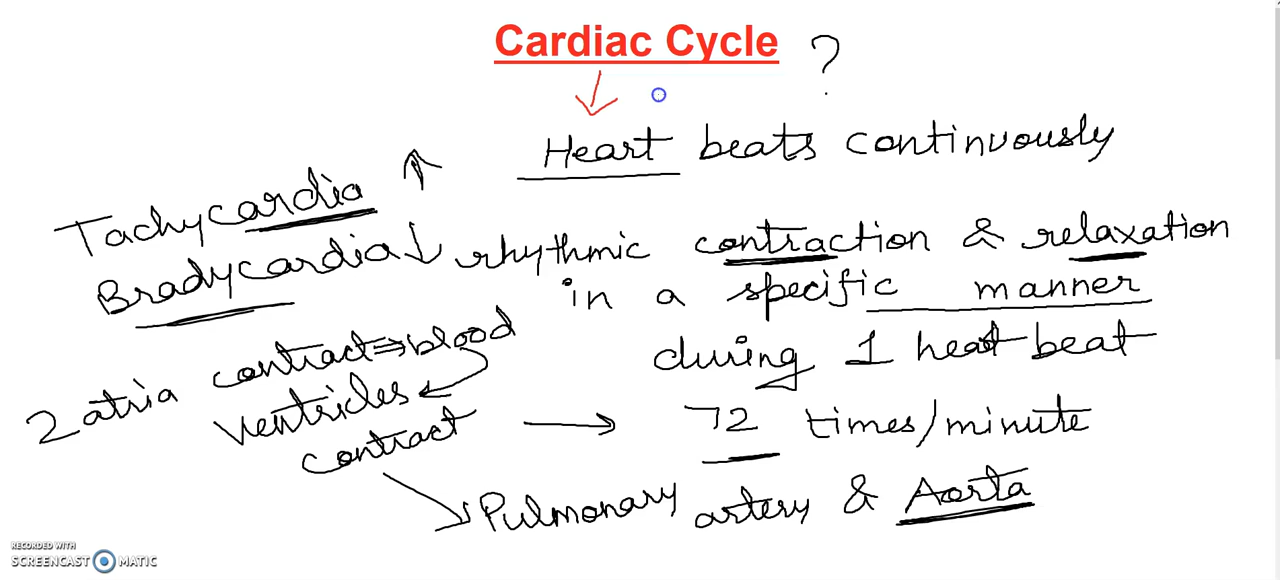 Cardiac Cycle ?
Heart beats continuously
Tachycardia ↑
Bradycardia ↓
rhythmic contraction & relaxation
in a specific manner
during 1 heart beat
2 atria contract ⇒ blood
ventricles
contract → 72 times/minute
Pulmonary artery & Aorta
RECORDED WITH
SCREENCAST MATIC